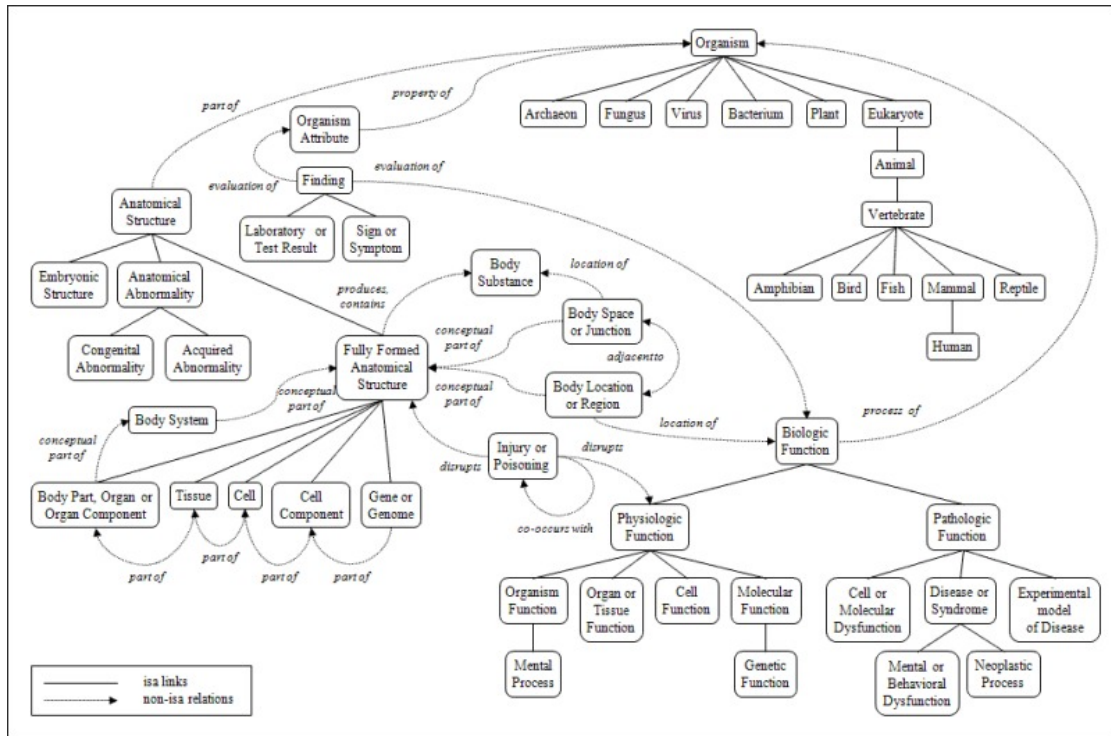 Organism
part of
property of
Archaeon
Fungus
Virus
Bacterium
Plant
Eukaryote
Organism
Attribute
evaluation of
Animal
evaluation of
Finding
Anatomical
Structure
Laboratory or
Test Result
Sign or
Symptom
Vertebrate
Embryonic
Structure
Anatomical
Abnormality
Body
Substance
location of
Amphibian
Bird
Fish
Mammal
Reptile
produces,
contains
Body Space
or Junction
conceptual
part of
Human
Congenital
Abnormality
Acquired
Abnormality
Fully Formed
Anatomical
Structure
adjacent to
conceptual
part of
Body Location
or Region
conceptual
part of
Body System
location of
process of
conceptual
part of
Injury or
Poisoning
disrupts
disrupts
Biologic
Function
Body Part, Organ or
Organ Component
Tissue
Cell
Cell
Component
Gene or
Genome
co-occurs with
Physiologic
Function
Pathologic
Function
part of
part of
part of
part of
Organism
Function
Organ or
Tissue
Function
Cell
Function
Molecular
Function
Cell or
Molecular
Dysfunction
Disease or
Syndrome
Experimental
model
of Disease
Mental
Process
Genetic
Function
Mental or
Behavioral
Dysfunction
Neoplastic
Process
isa links
non-isa relations